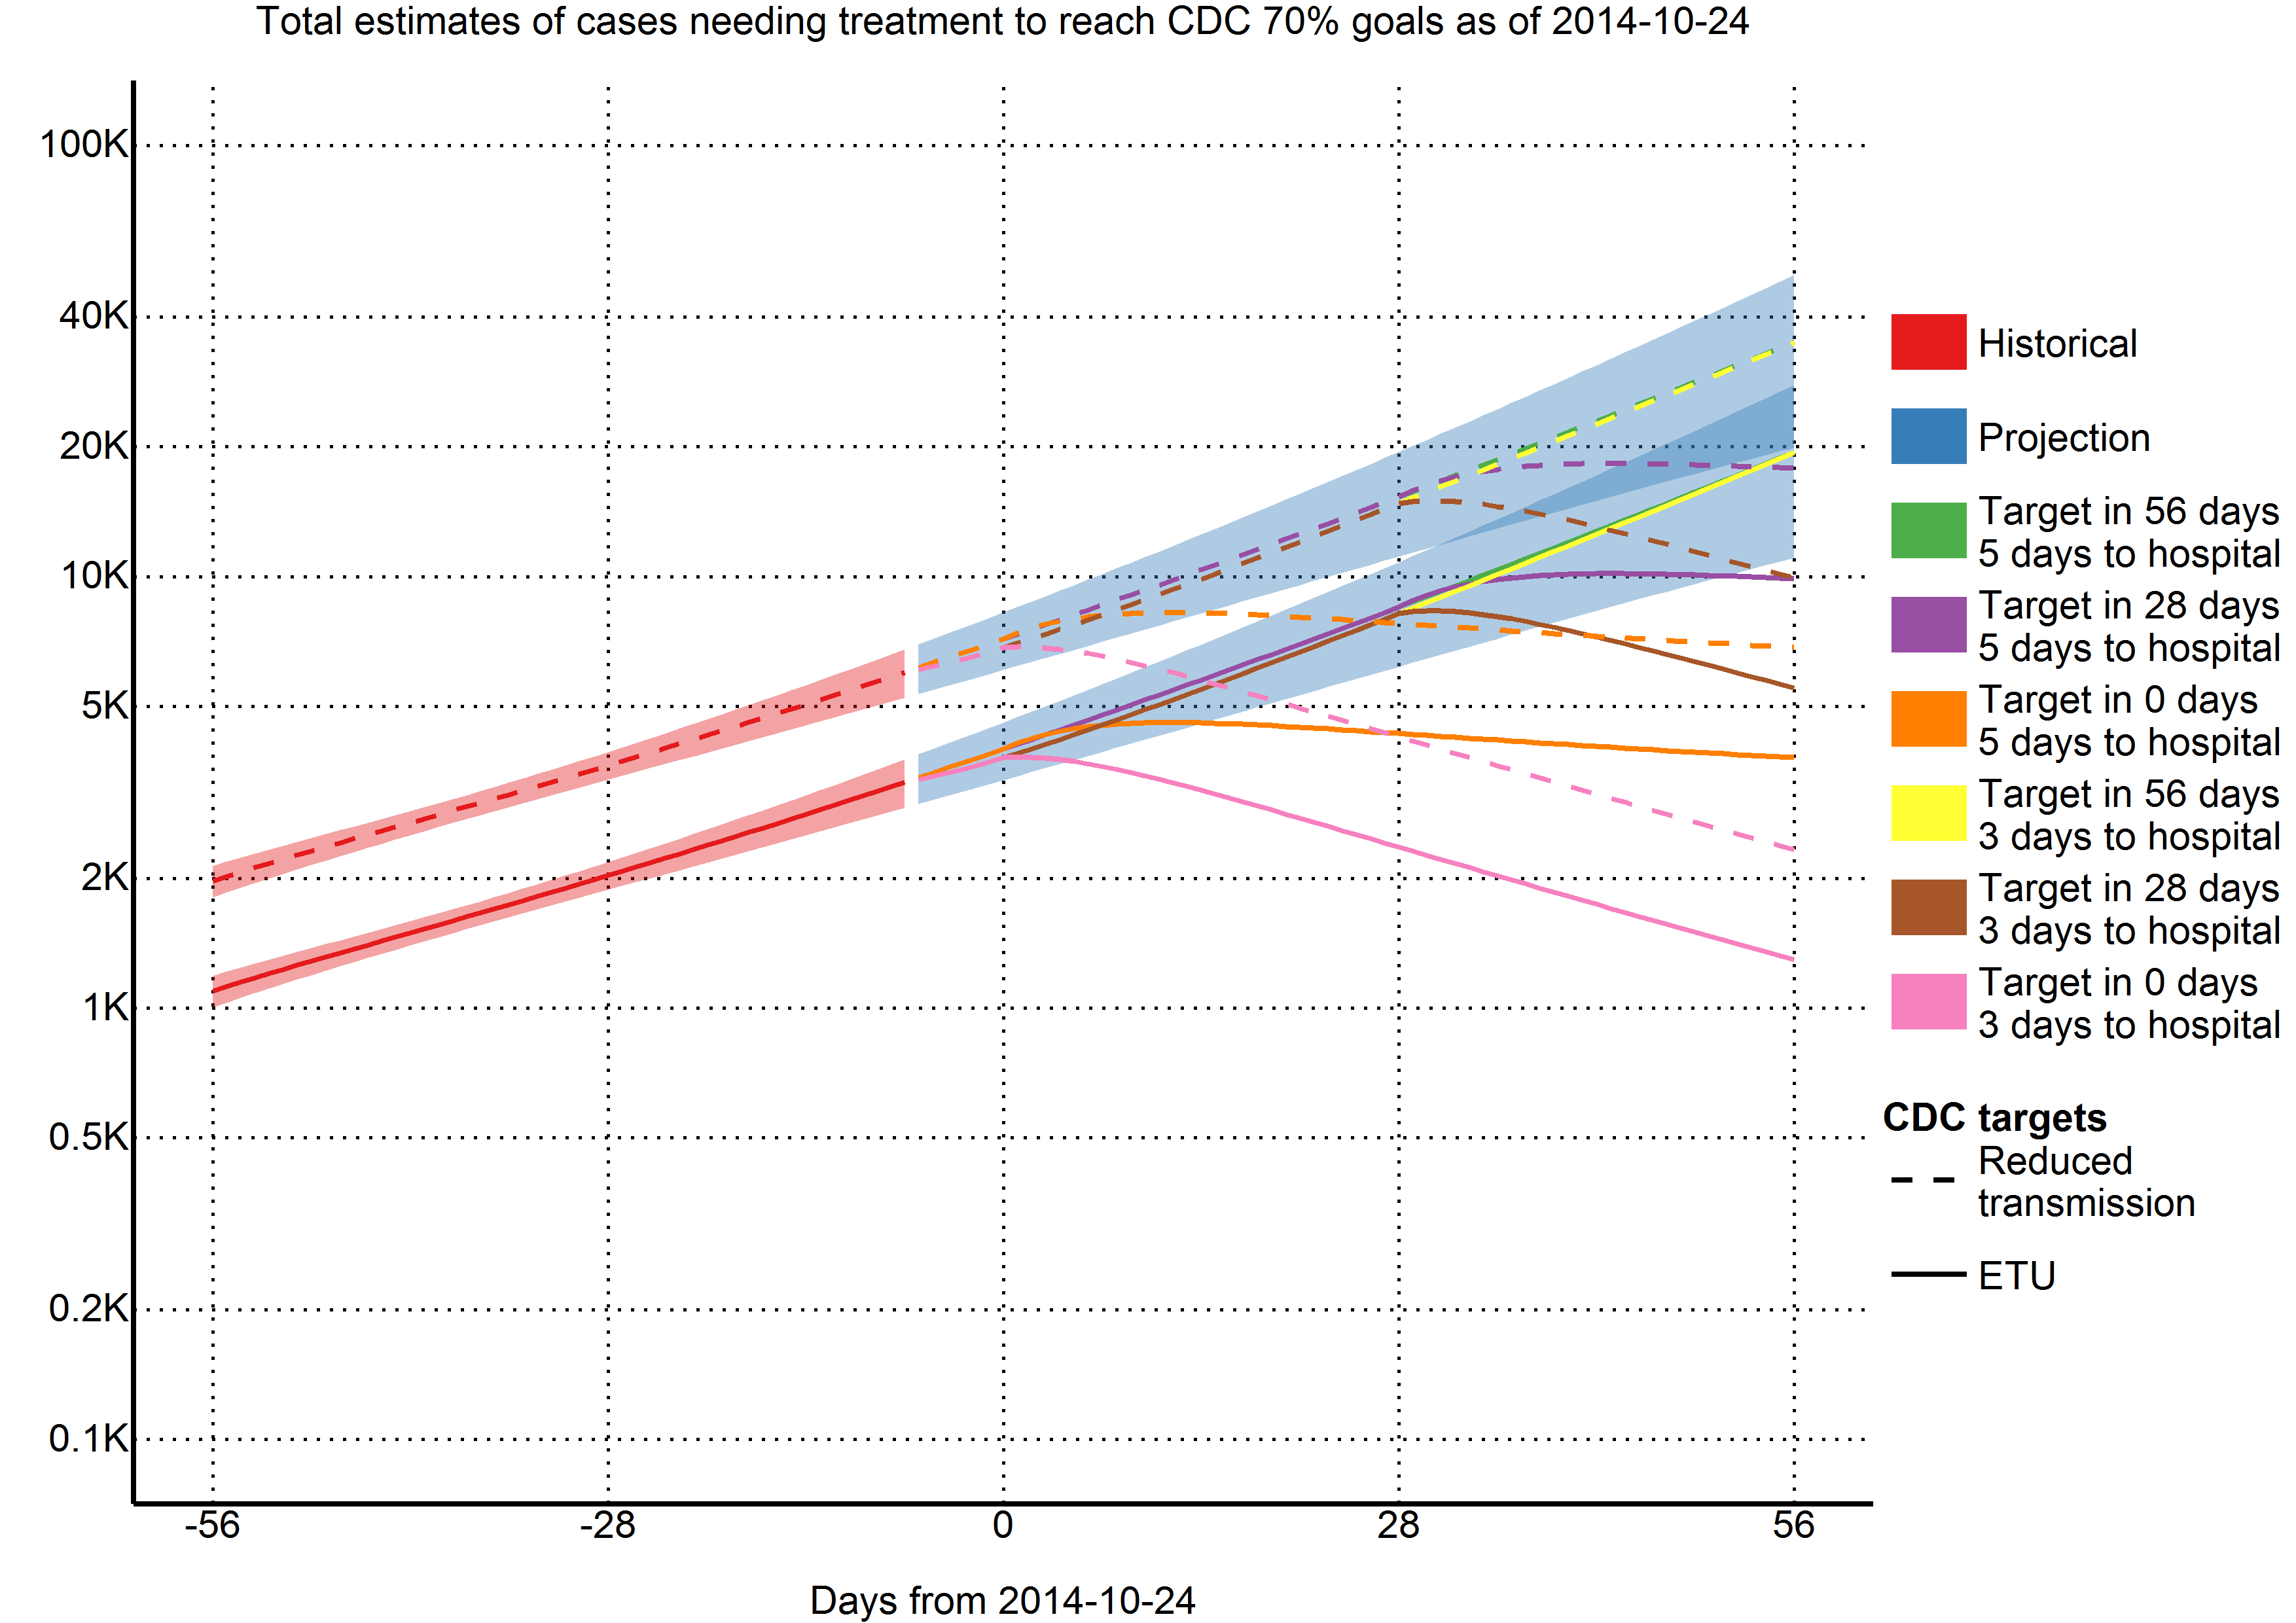 Total estimates of cases needing treatment to reach CDC 70% goals as of 2014-10-24
100K
40K
20K
10K
5K
2K
1K
0.5K
0.2K
0.1K
-56
-28
0
28
56
Days from 2014-10-24
Historical
Projection
Target in 56 days
5 days to hospital
Target in 28 days
5 days to hospital
Target in 0 days
5 days to hospital
Target in 56 days
3 days to hospital
Target in 28 days
3 days to hospital
Target in 0 days
3 days to hospital
CDC targets
Reduced
transmission
ETU